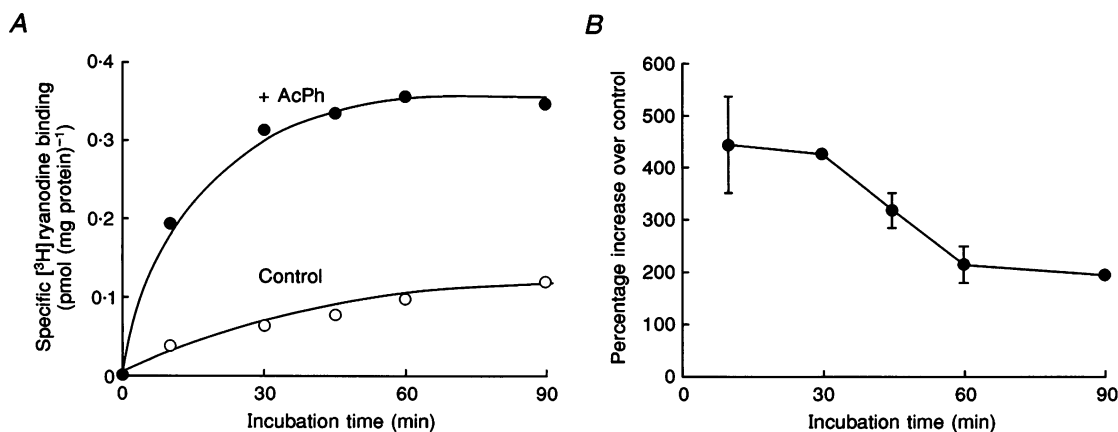 A
Specific [³H]ryanodine binding
(pmol (mg protein)⁻¹)
0·4
0·3
0·2
0·1
0
+ AcPh
Control
0
30
60
90
Incubation time (min)
B
Percentage increase over control
600
500
400
300
200
100
0
0
10
30
60
90
Incubation time (min)